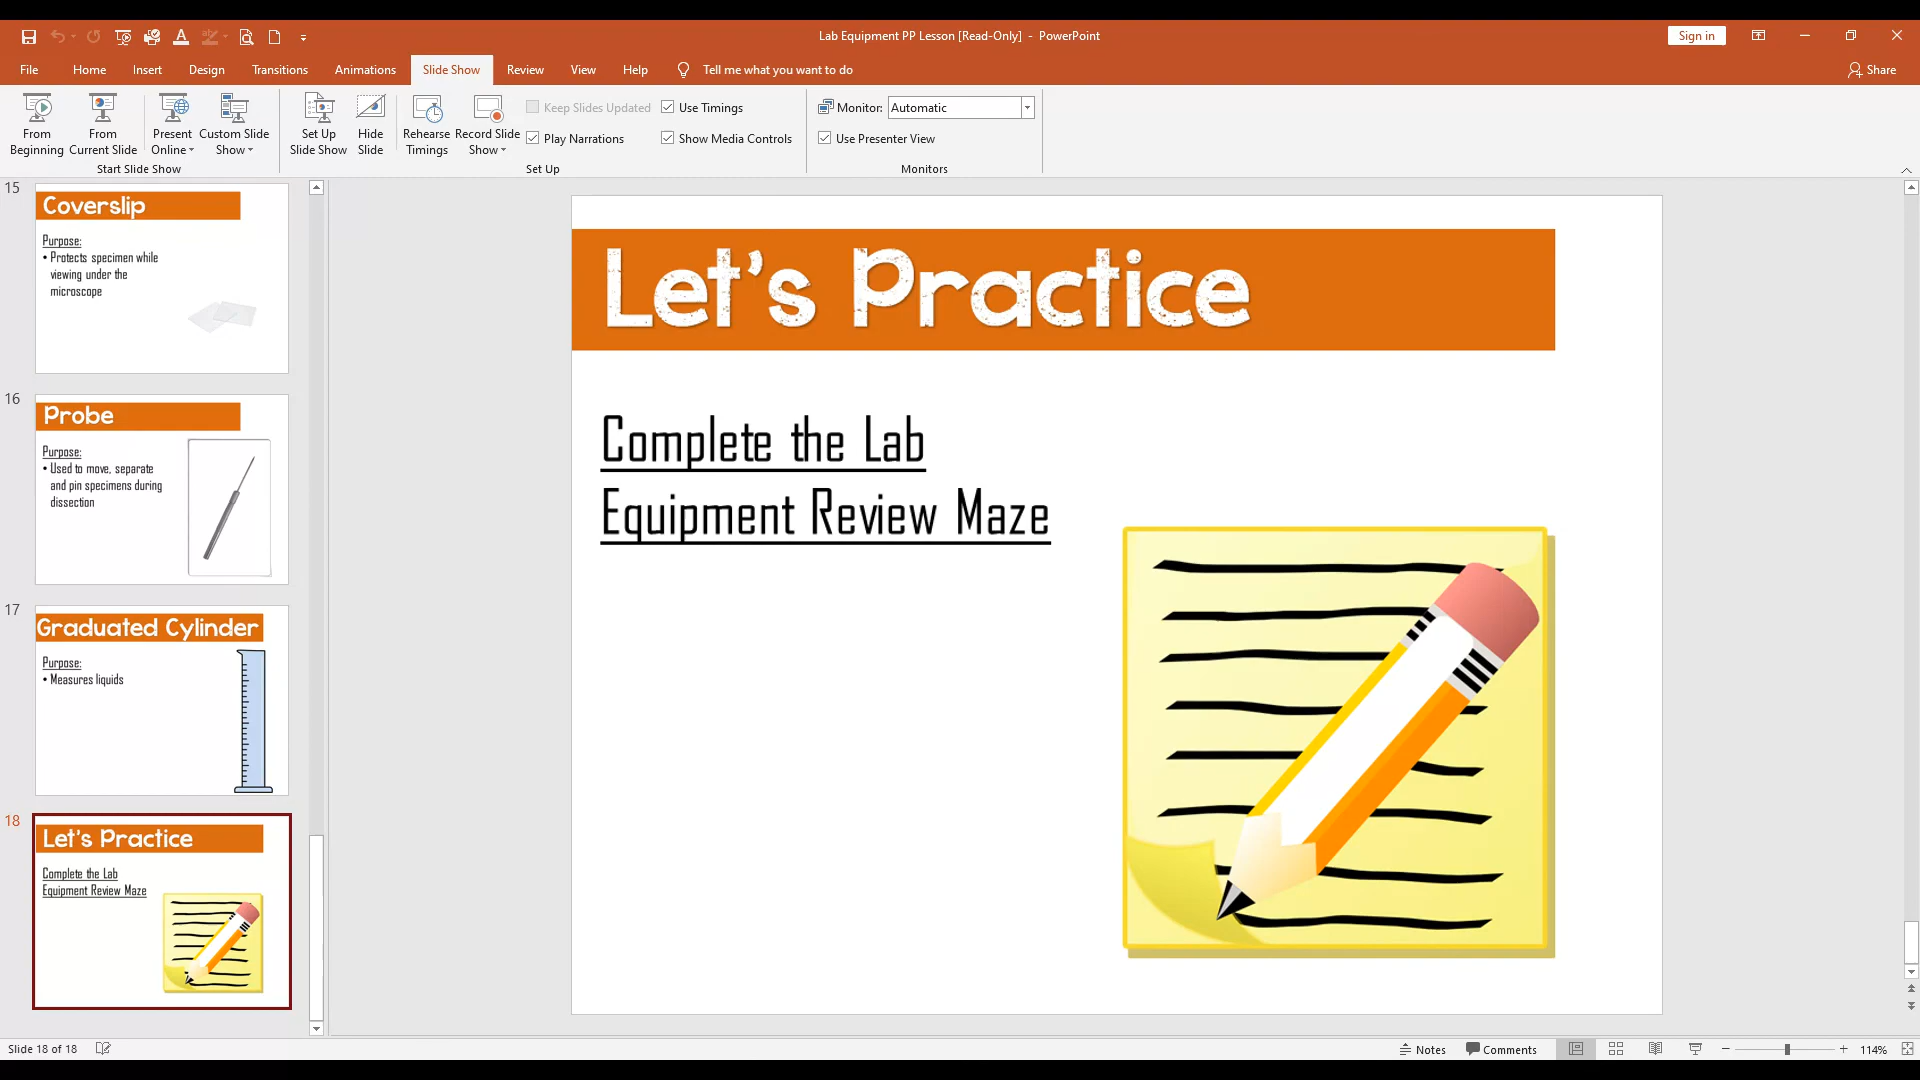 Lab Equipment PP Lesson [Read-Only] - PowerPoint
Sign in
File Home Insert Design Transitions Animations Slide Show Review View Help Tell me what you want to do Share
From Beginning
From Current Slide
Present Online
Custom Slide Show
Start Slide Show
Set Up Slide Show
Hide Slide
Rehearse Timings
Record Slide Show
Keep Slides Updated
Play Narrations
Use Timings
Show Media Controls
Set Up
Monitor: Automatic
Use Presenter View
Monitors
15
Coverslip
Purpose:
• Protects specimen while
viewing under the
microscope
16
Probe
Purpose:
• Used to move, separate
and pin specimens during
dissection
17
Graduated Cylinder
Purpose:
• Measures liquids
18
Let's Practice
Complete the Lab
Equipment Review Maze
Let's Practice
Complete the Lab
Equipment Review Maze
Slide 18 of 18
Notes Comments 114%